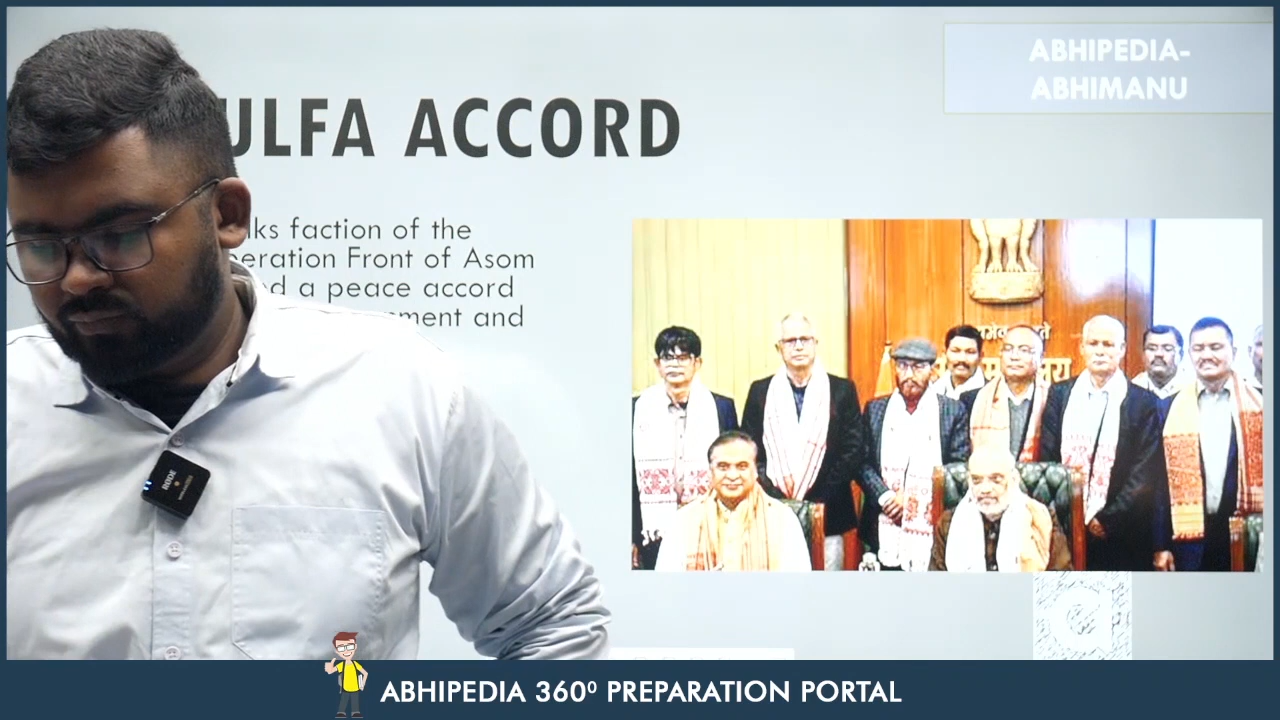 ABHIPEDIA-
ABHIMANU
ULFA ACCORD
lks faction of the
eration Front of Asom
d a peace accord
ment and
RODE
ABHIPEDIA 360⁰ PREPARATION PORTAL